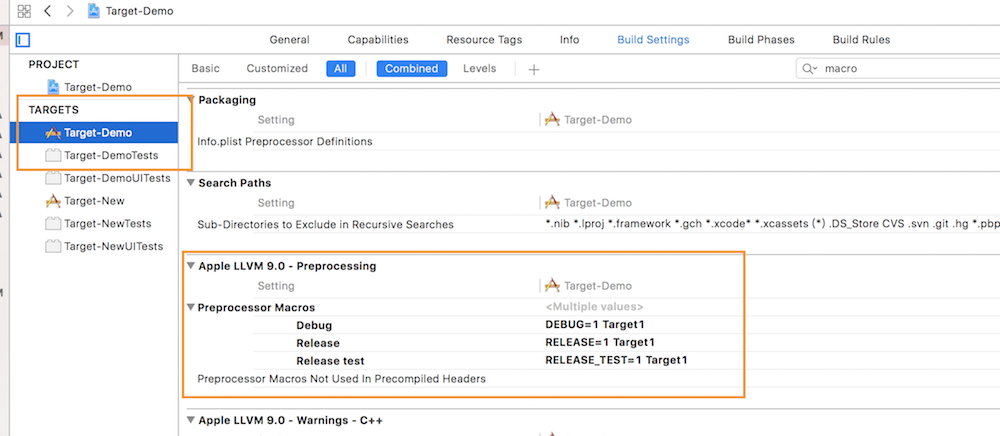 Target-Demo
General Capabilities Resource Tags Info Build Settings Build Phases Build Rules
PROJECT
Target-Demo
TARGETS
Target-Demo
Target-DemoTests
Target-DemoUITests
Target-New
Target-NewTests
Target-NewUITests
Basic Customized All Combined Levels + macro
Packaging
Setting Target-Demo
Info.plist Preprocessor Definitions
Search Paths
Setting Target-Demo
Sub-Directories to Exclude in Recursive Searches *.nib *.lproj *.framework *.gch *.xcode* *.xcassets (*) .DS_Store CVS .svn .git .hg *.pbp
Apple LLVM 9.0 - Preprocessing
Setting Target-Demo
Preprocessor Macros <Multiple values>
Debug DEBUG=1 Target1
Release RELEASE=1 Target1
Release test RELEASE_TEST=1 Target1
Preprocessor Macros Not Used In Precompiled Headers
Apple LLVM 9.0 - Warnings - C++